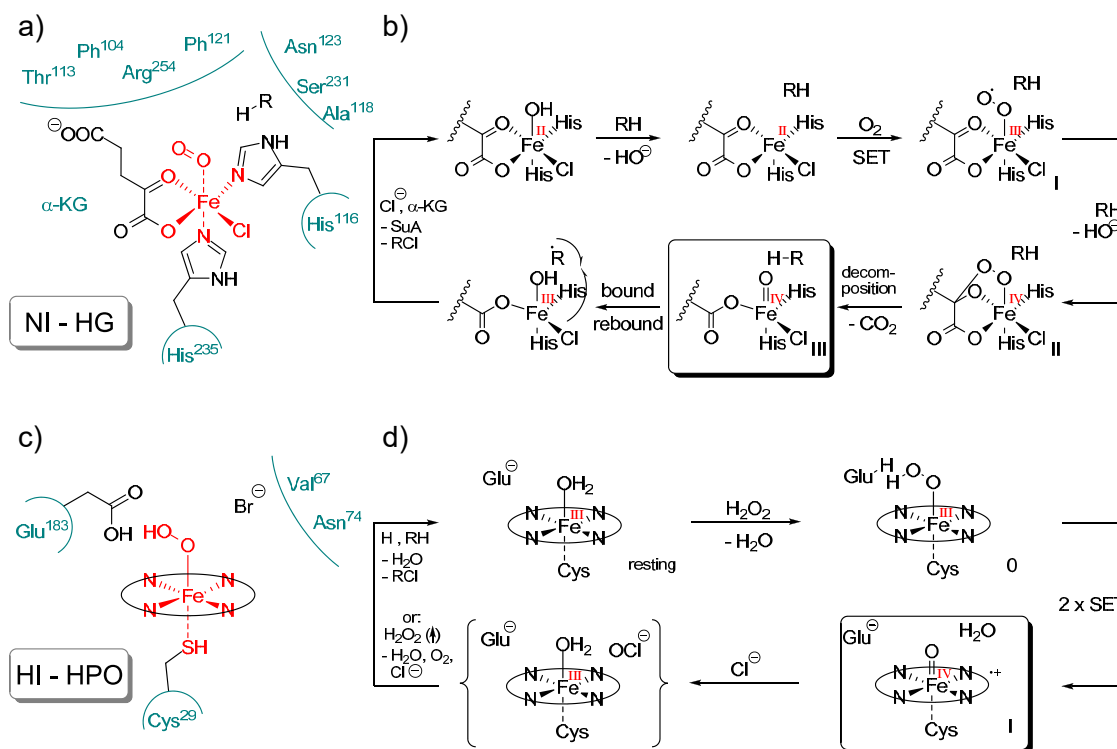 a)
Ph104
Ph121
Thr113
Arg254
Asn123
Ser231
Ala118
⊖OOC
H-R
O
O
NH
α-KG
O
Fe
N
O
O
Cl
His116
N
NH
NI - HG
His235
b)
OH
O II His
Fe
O O His Cl
RH
- HO⊖
RH
O II His
Fe
O O His Cl
O2
SET
RH
O• O
O III His
Fe
O O His Cl
I
RH
- HO⊖
Cl⊖, α-KG
- SuA
- RCl
•R
OH
III His
O Fe
O His Cl
bound
rebound
H-R
O
IV His
O Fe
O His Cl
III
decom-
position
- CO2
RH
O O
O IV His
Fe
O O His Cl
II
c)
Glu183
O
OH
Br⊖
Val67
Asn74
HO
O
N N
Fe
N N
SH
HI - HPO
Cys29
d)
Glu⊖
OH2
N III N
Fe
N N
Cys
resting
H2O2
- H2O
Glu H H O O
N III N
Fe
N N
Cys
0
2 x SET
H , RH
- H2O
- RCl
or:
H2O2
- H2O, O2,
Cl⊖
Glu⊖
OH2
OCl⊖
N III N
Fe
N N
Cys
Cl⊖
Glu⊖
H2O
O
N IV N •+
Fe
N N
Cys
I